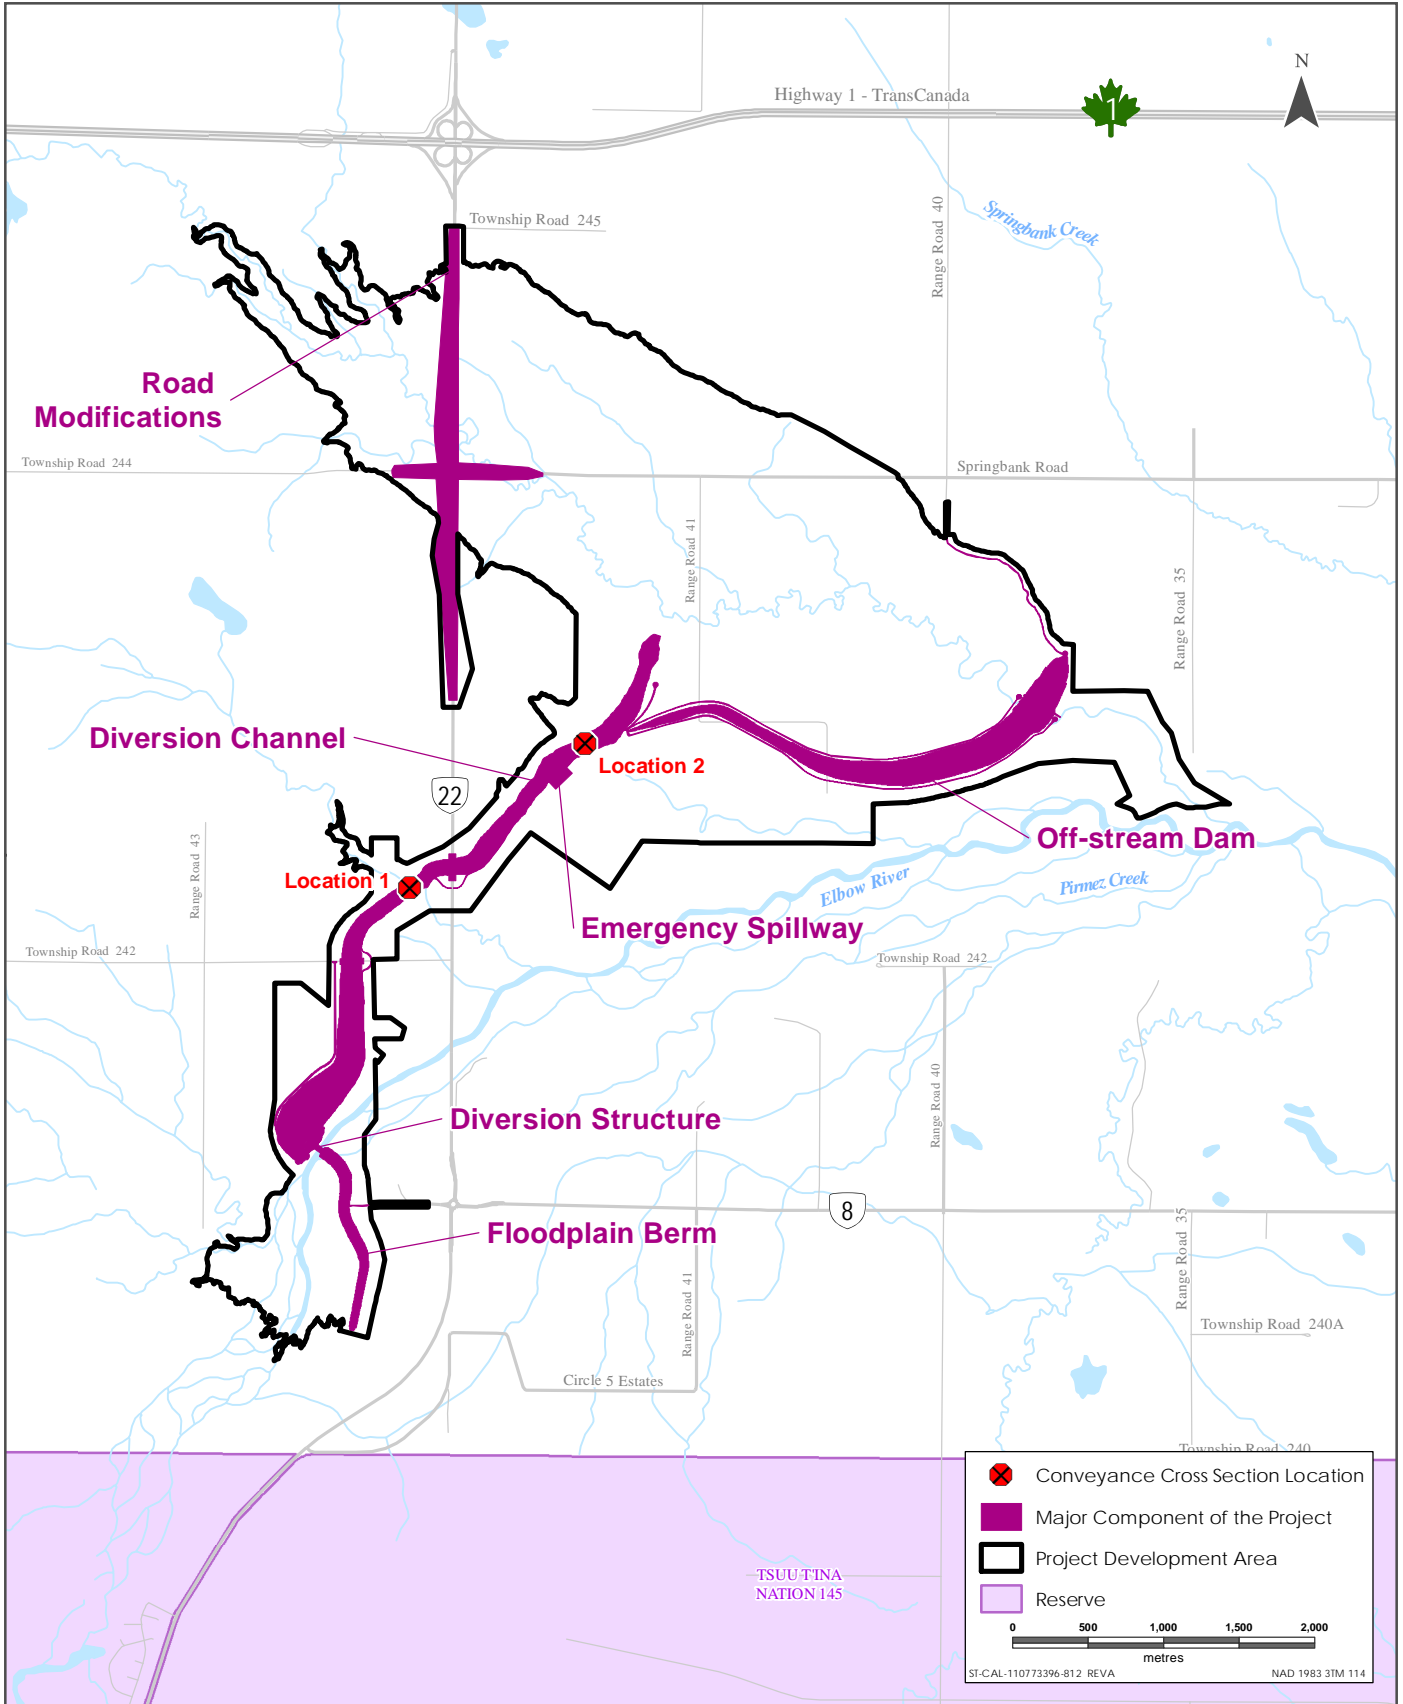 N
Highway 1 - TransCanada
1
Township Road 245
Range Road 40
Springbank Creek
Road
Modifications
Township Road 244
Springbank Road
Range Road 41
Range Road 35
Diversion Channel
Location 2
22
Off-stream Dam
Range Road 43
Location 1
Elbow River
Pirmez Creek
Emergency Spillway
Township Road 242
Township Road 242
Range Road 40
Diversion Structure
8
Floodplain Berm
Range Road 35
Range Road 41
Township Road 240A
Circle 5 Estates
Township Road 240
Conveyance Cross Section Location
Major Component of the Project
Project Development Area
Reserve
TSUU T'INA
NATION 145
0 500 1,000 1,500 2,000
metres
ST-CAL-110773396-812 REVA NAD 1983 3TM 114